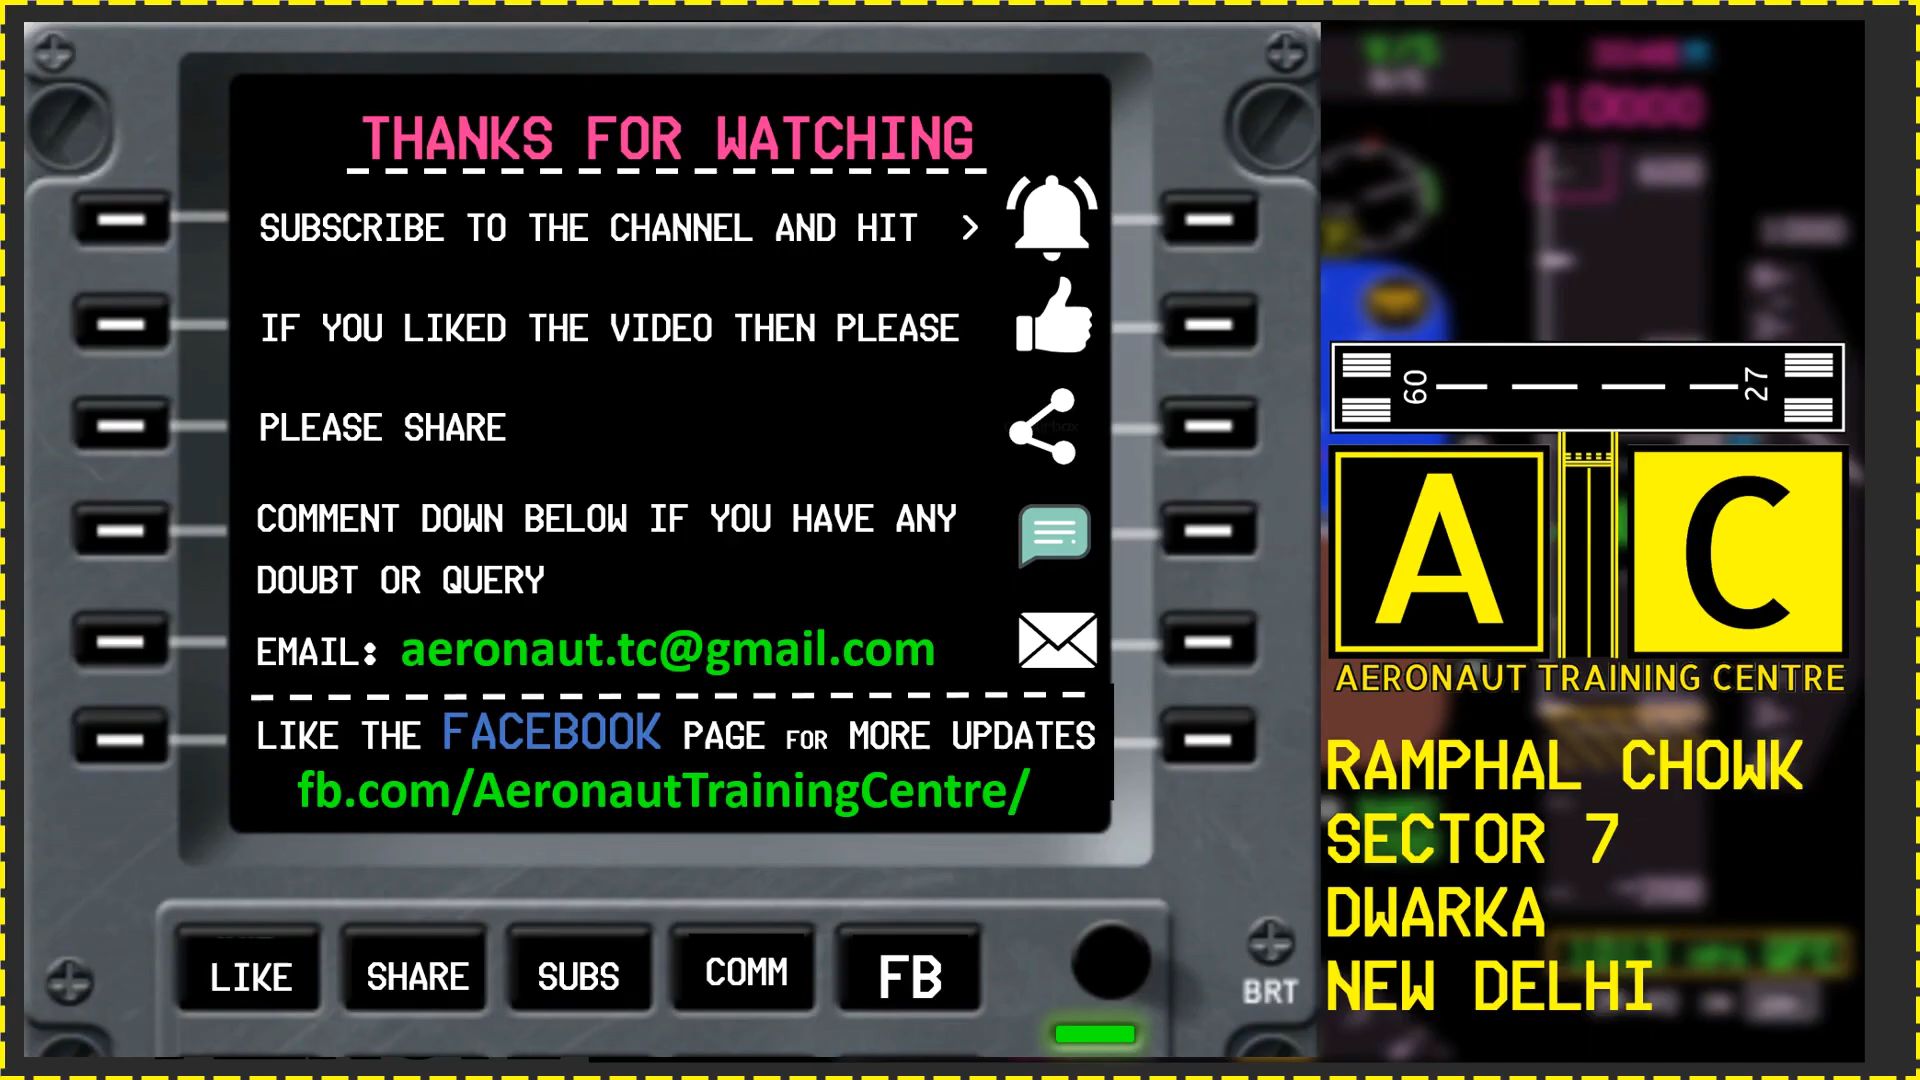 THANKS FOR WATCHING
SUBSCRIBE TO THE CHANNEL AND HIT >
IF YOU LIKED THE VIDEO THEN PLEASE
PLEASE SHARE
COMMENT DOWN BELOW IF YOU HAVE ANY
DOUBT OR QUERY
EMAIL: aeronaut.tc@gmail.com
LIKE THE FACEBOOK PAGE FOR MORE UPDATES
fb.com/AeronautTrainingCentre/
LIKE SHARE SUBS COMM FB
BRT
10000
09 27
A C
AERONAUT TRAINING CENTRE
RAMPHAL CHOWK
SECTOR 7
DWARKA
NEW DELHI